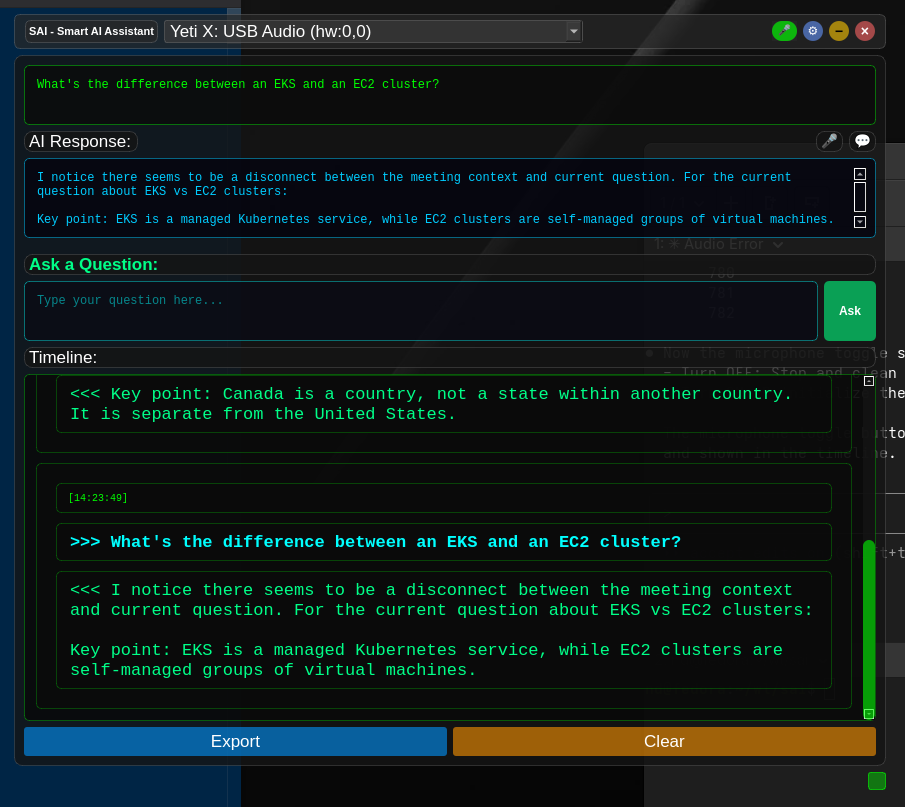 SAI - Smart AI Assistant
Yeti X: USB Audio (hw:0,0)
What's the difference between an EKS and an EC2 cluster?
AI Response:
I notice there seems to be a disconnect between the meeting context and current question. For the current
question about EKS vs EC2 clusters:
Key point: EKS is a managed Kubernetes service, while EC2 clusters are self-managed groups of virtual machines.
1: ✳ Audio Error
780
781
782
Ask a Question:
Type your question here...
Ask
Timeline:
● Now the microphone toggle s
- Turn OFF: Stop and clean
the
butto
and shown in the timeline.
<<< Key point: Canada is a country, not a state within another country.
It is separate from the United States.
[14:23:49]
>>> What's the difference between an EKS and an EC2 cluster?
ft+t
<<< I notice there seems to be a disconnect between the meeting context
and current question. For the current question about EKS vs EC2 clusters:
Key point: EKS is a managed Kubernetes service, while EC2 clusters are
self-managed groups of virtual machines.
Export
Clear